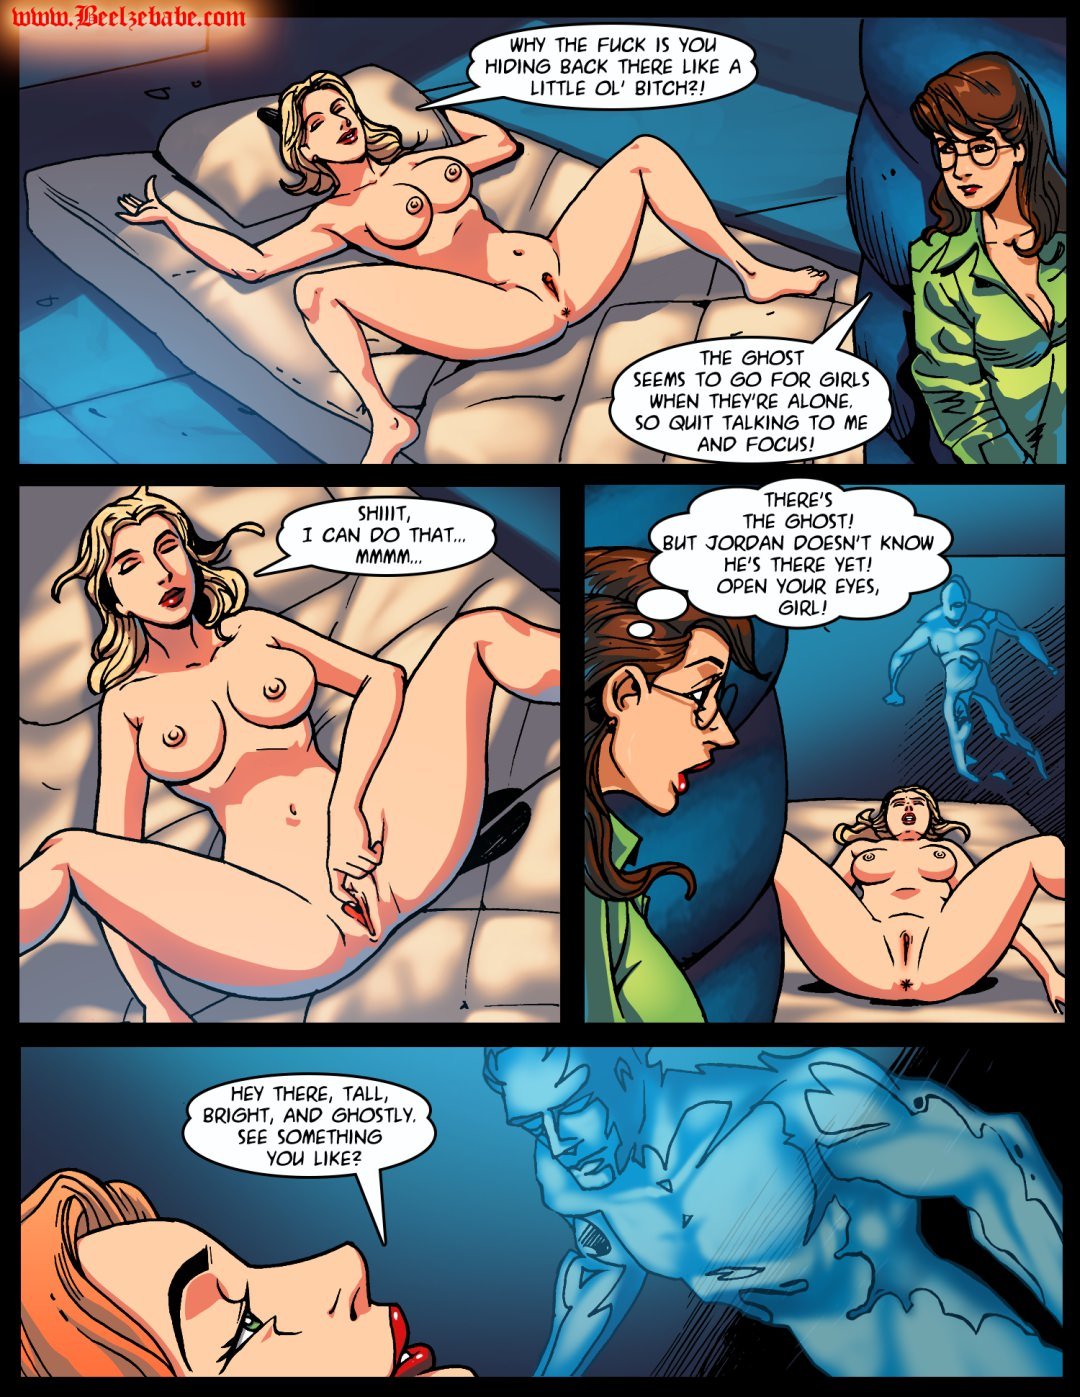 www.Beelzebabe.com
WHY THE FUCK IS YOU
HIDING BACK THERE LIKE A
LITTLE OL' BITCH?!
THE GHOST
SEEMS TO GO FOR GIRLS
WHEN THEY'RE ALONE.
SO QUIT TALKING TO ME
AND FOCUS!
SHIIIT,
I CAN DO THAT...
MMMM...
THERE'S
THE GHOST!
BUT JORDAN DOESN'T KNOW
HE'S THERE YET!
OPEN YOUR EYES,
GIRL!
HEY THERE, TALL,
BRIGHT, AND GHOSTLY.
SEE SOMETHING
YOU LIKE?